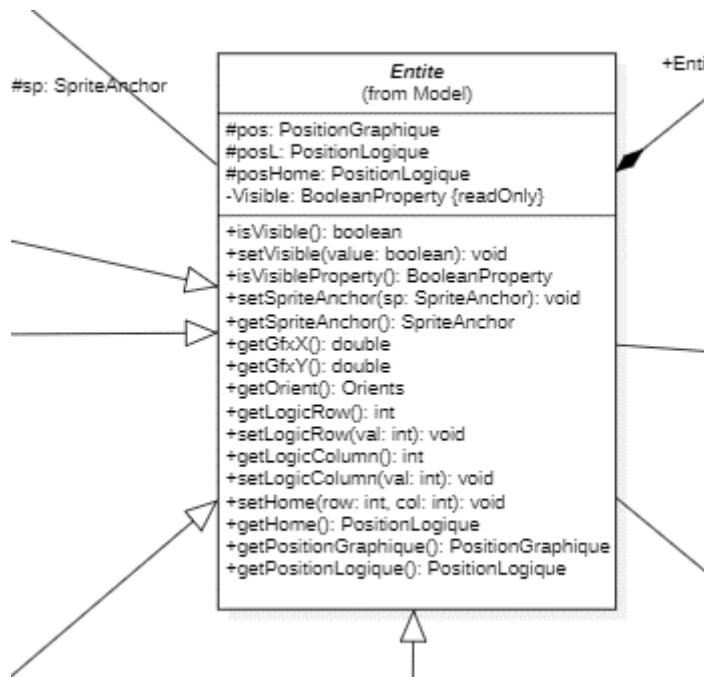 #sp: SpriteAnchor
Entite
(from Model)
+Enti
#pos: PositionGraphique
#posL: PositionLogique
#posHome: PositionLogique
-Visible: BooleanProperty {readOnly}
+isVisible(): boolean
+setVisible(value: boolean): void
+isVisibleProperty(): BooleanProperty
+setSpriteAnchor(sp: SpriteAnchor): void
+getSpriteAnchor(): SpriteAnchor
+getGfxX(): double
+getGfxY(): double
+getOrient(): Orients
+getLogicRow(): int
+setLogicRow(val: int): void
+getLogicColumn(): int
+setLogicColumn(val: int): void
+setHome(row: int, col: int): void
+getHome(): PositionLogique
+getPositionGraphique(): PositionGraphique
+getPositionLogique(): PositionLogique